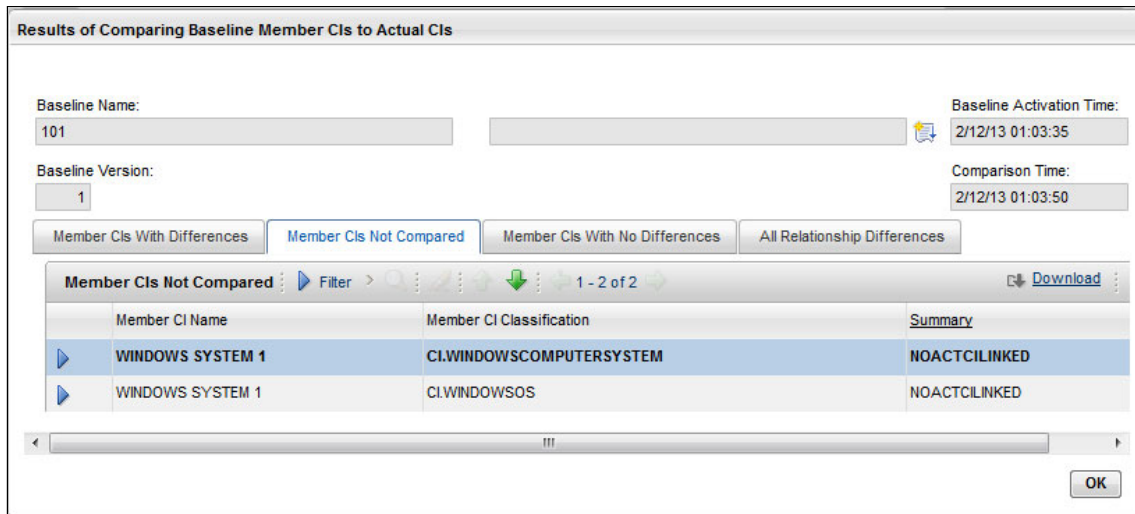 Results of Comparing Baseline Member CIs to Actual CIs
Baseline Name:
Baseline Activation Time:
101
2/12/13 01:03:35
Baseline Version:
Comparison Time:
1
2/12/13 01:03:50
Member CIs With Differences
Member CIs Not Compared
Member CIs With No Differences
All Relationship Differences
Member CIs Not Compared Filter 1 - 2 of 2 Download
Member CI Name Member CI Classification Summary
WINDOWS SYSTEM 1 CI.WINDOWSCOMPUTERSYSTEM NOACTCILINKED
WINDOWS SYSTEM 1 CI.WINDOWSOS NOACTCILINKED
OK